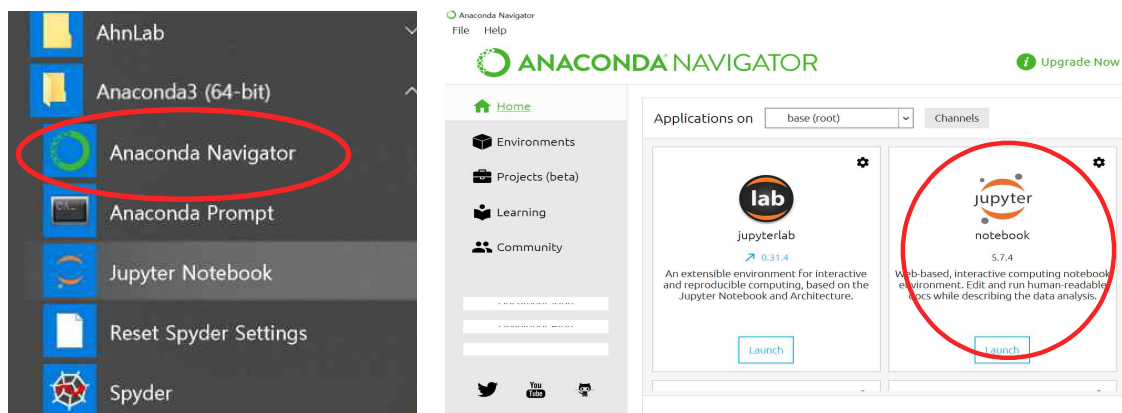 AhnLab
Anaconda3 (64-bit)
Anaconda Navigator
Anaconda Prompt
Jupyter Notebook
Reset Spyder Settings
Spyder
Anaconda Navigator
File Help
ANACONDA NAVIGATOR
Upgrade Now
Home
Environments
Projects (beta)
Learning
Community
You
Tube
Applications on base (root) Channels
lab
jupyterlab
0.31.4
An extensible environment for interactive
and reproducible computing, based on the
Jupyter Notebook and Architecture.
Launch
jupyter
notebook
5.7.4
Web-based, interactive computing notebook
environment. Edit and run human-readable
docs while describing the data analysis.
Launch